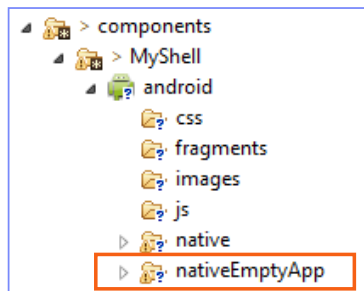 > components
> MyShell
android
css
fragments
images
js
native
nativeEmptyApp